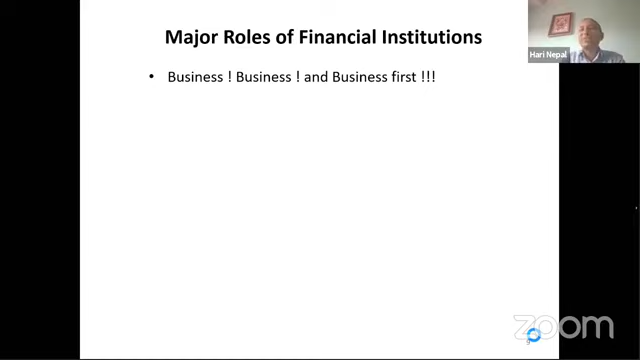 Major Roles of Financial Institutions
• Business ! Business ! and Business first !!!
Hari Nepal
zoom